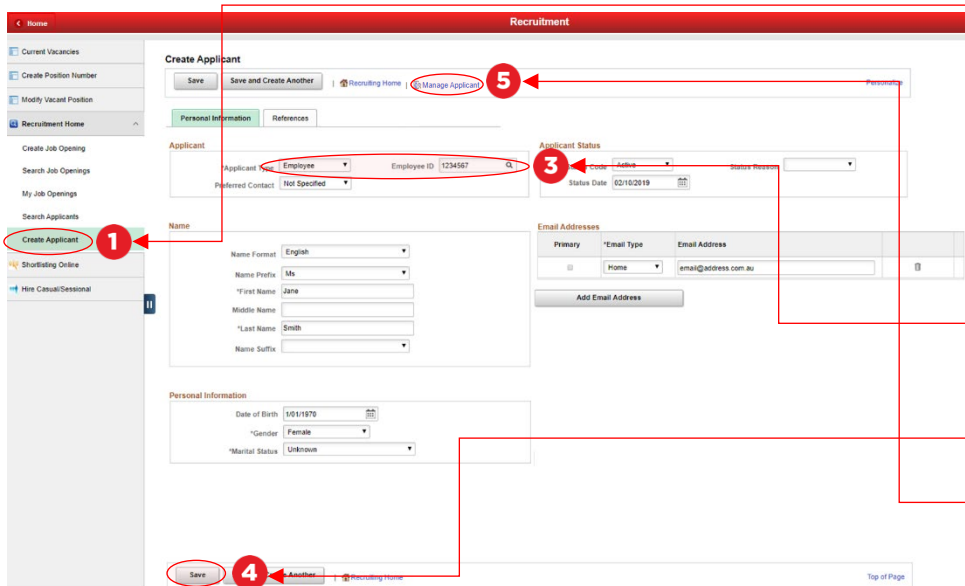 Home
Recruitment
Current Vacancies
Create Position Number
Modify Vacant Position
Recruitment Home
Create Job Opening
Search Job Openings
My Job Openings
Search Applicants
Create Applicant
1
Shortlisting Online
Hire Casual/Sessional
Create Applicant
Save
Save and Create Another
Recruiting Home
Manage Applicant
5
Personalize
Personal Information
References
Applicant
*Applicant Type Employee
Employee ID 1234567
3
Preferred Contact Not Specified
Applicant Status
Code Active
Status Reason
Status Date 02/10/2019
Name
Name Format English
Name Prefix Ms
*First Name Jane
Middle Name
*Last Name Smith
Name Suffix
Email Addresses
Primary *Email Type Email Address
Home email@address.com.au
Add Email Address
Personal Information
Date of Birth 1/01/1970
*Gender Female
*Marital Status Unknown
Save
4
Another
Recruiting Home
Top of Page